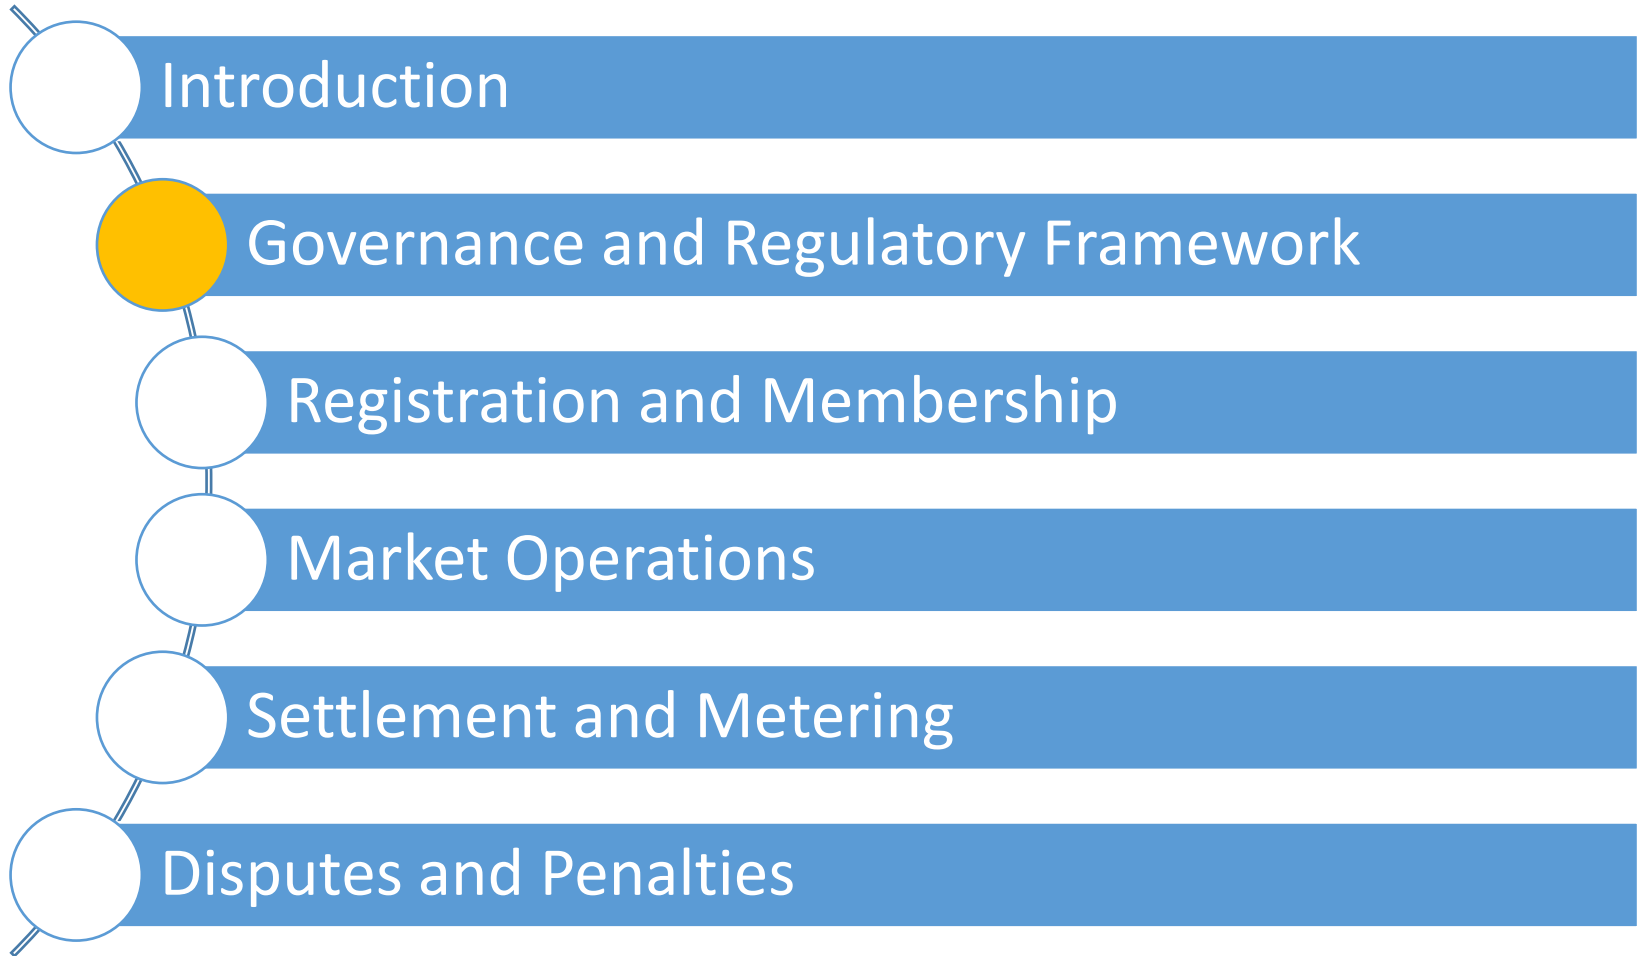 Introduction
Governance and Regulatory Framework
Registration and Membership
Market Operations
Settlement and Metering
Disputes and Penalties